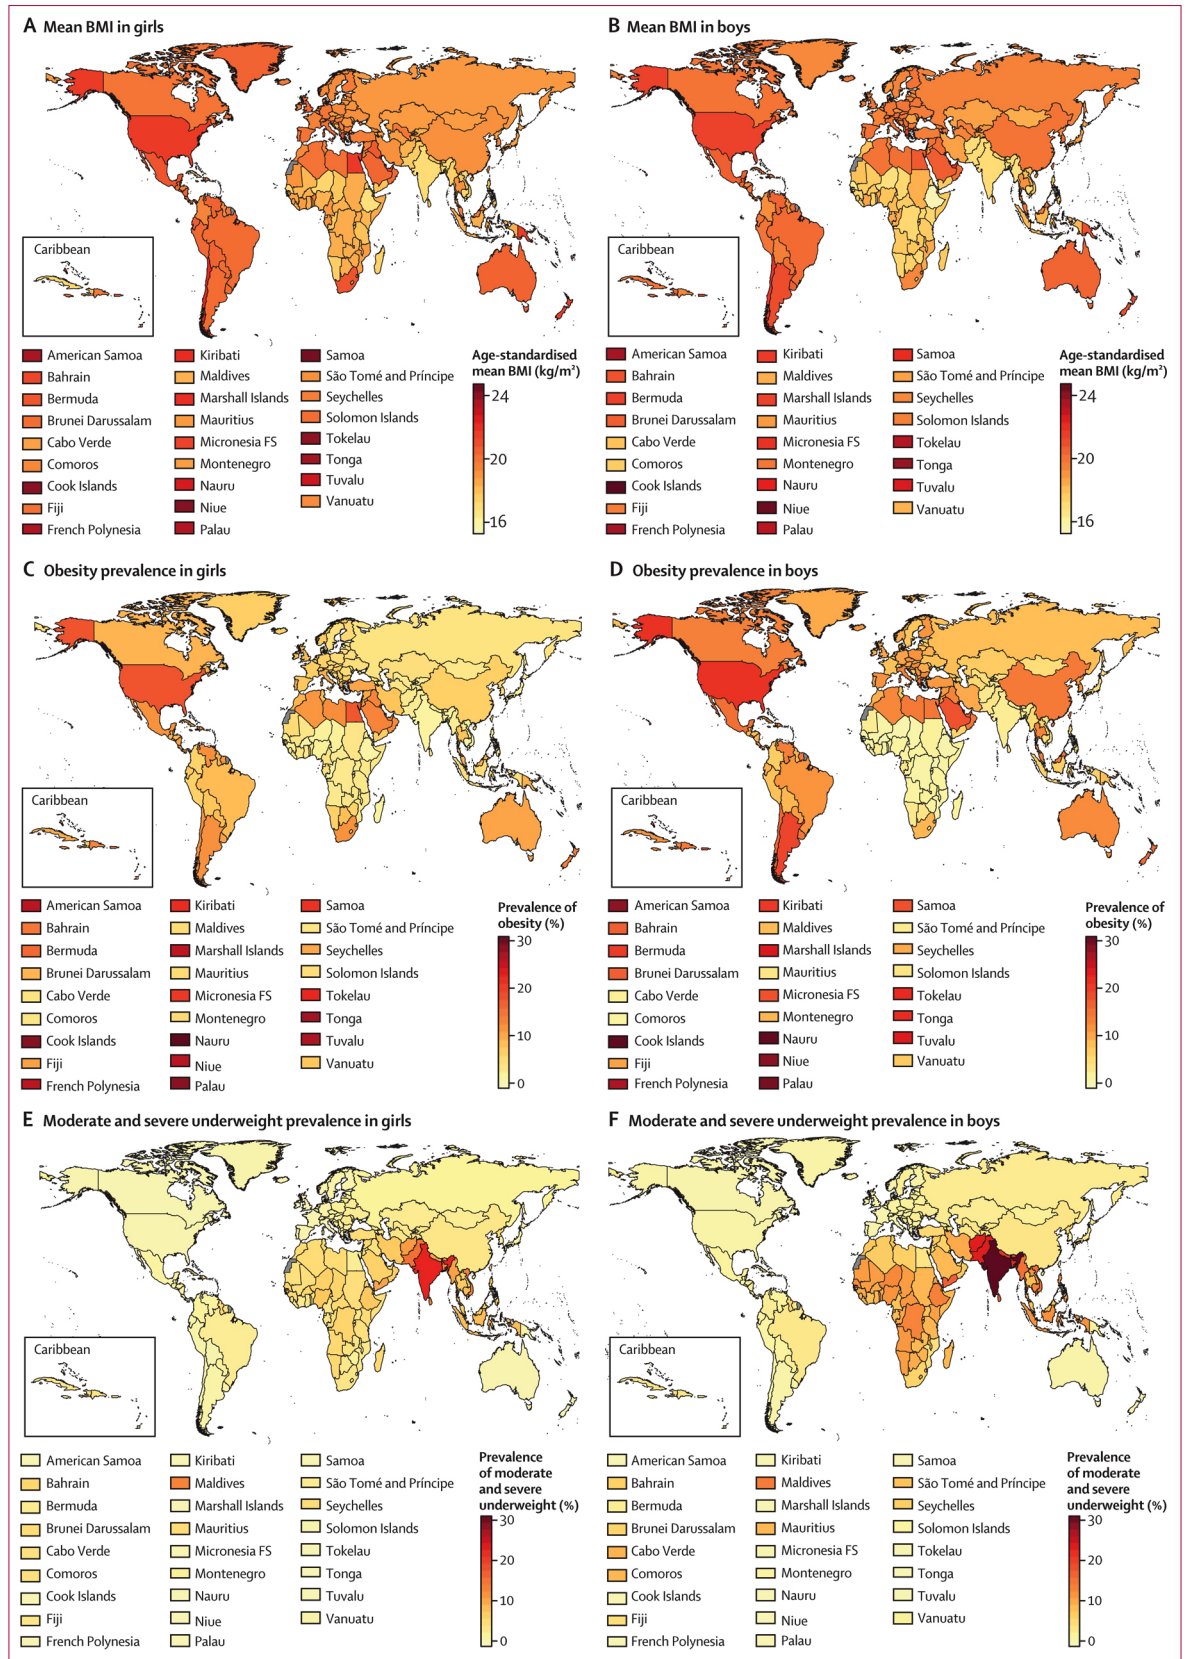 A Mean BMI in girls
Caribbean
American Samoa
Bahrain
Bermuda
Brunei Darussalam
Cabo Verde
Comoros
Cook Islands
Fiji
French Polynesia
Kiribati
Maldives
Marshall Islands
Mauritius
Micronesia FS
Montenegro
Nauru
Niue
Palau
Samoa
São Tomé and Príncipe
Seychelles
Solomon Islands
Tokelau
Tonga
Tuvalu
Vanuatu
Age-standardised
mean BMI (kg/m²)
24
20
16
B Mean BMI in boys
Caribbean
American Samoa
Bahrain
Bermuda
Brunei Darussalam
Cabo Verde
Comoros
Cook Islands
Fiji
French Polynesia
Kiribati
Maldives
Marshall Islands
Mauritius
Micronesia FS
Montenegro
Nauru
Niue
Palau
Samoa
São Tomé and Príncipe
Seychelles
Solomon Islands
Tokelau
Tonga
Tuvalu
Vanuatu
Age-standardised
mean BMI (kg/m²)
24
20
16
C Obesity prevalence in girls
Caribbean
American Samoa
Bahrain
Bermuda
Brunei Darussalam
Cabo Verde
Comoros
Cook Islands
Fiji
French Polynesia
Kiribati
Maldives
Marshall Islands
Mauritius
Micronesia FS
Montenegro
Nauru
Niue
Palau
Samoa
São Tomé and Príncipe
Seychelles
Solomon Islands
Tokelau
Tonga
Tuvalu
Vanuatu
Prevalence of
obesity (%)
30
20
10
0
D Obesity prevalence in boys
Caribbean
American Samoa
Bahrain
Bermuda
Brunei Darussalam
Cabo Verde
Comoros
Cook Islands
Fiji
French Polynesia
Kiribati
Maldives
Marshall Islands
Mauritius
Micronesia FS
Montenegro
Nauru
Niue
Palau
Samoa
São Tomé and Príncipe
Seychelles
Solomon Islands
Tokelau
Tonga
Tuvalu
Vanuatu
Prevalence of
obesity (%)
30
20
10
0
E Moderate and severe underweight prevalence in girls
Caribbean
American Samoa
Bahrain
Bermuda
Brunei Darussalam
Cabo Verde
Comoros
Cook Islands
Fiji
French Polynesia
Kiribati
Maldives
Marshall Islands
Mauritius
Micronesia FS
Montenegro
Nauru
Niue
Palau
Samoa
São Tomé and Príncipe
Seychelles
Solomon Islands
Tokelau
Tonga
Tuvalu
Vanuatu
Prevalence
of moderate
and severe
underweight (%)
30
20
10
0
F Moderate and severe underweight prevalence in boys
Caribbean
American Samoa
Bahrain
Bermuda
Brunei Darussalam
Cabo Verde
Comoros
Cook Islands
Fiji
French Polynesia
Kiribati
Maldives
Marshall Islands
Mauritius
Micronesia FS
Montenegro
Nauru
Niue
Palau
Samoa
São Tomé and Príncipe
Seychelles
Solomon Islands
Tokelau
Tonga
Tuvalu
Vanuatu
Prevalence
of moderate
and severe
underweight (%)
30
20
10
0